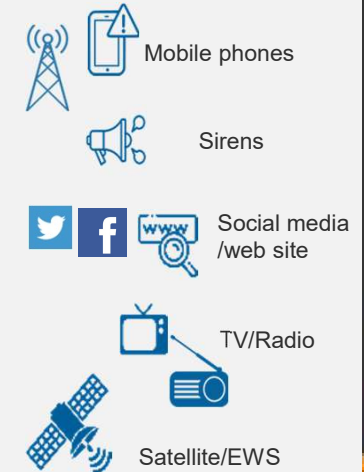 Mobile phones
Sirens
www
Social media
/web site
TV/Radio
Satellite/EWS